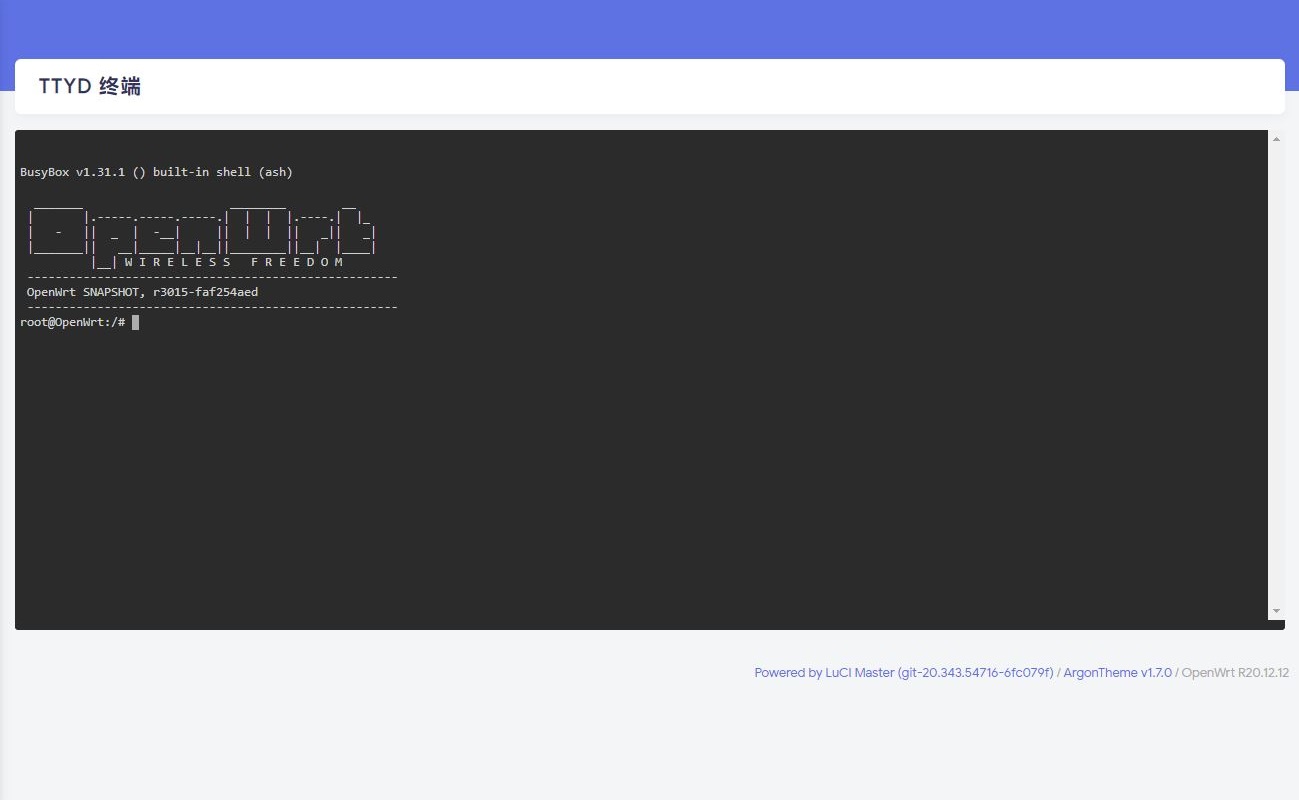 TTYD 终端
BusyBox v1.31.1 () built-in shell (ash)
  _______                     ________        __
 |       |.-----.-----.-----.|  |  |  |.----.|  |_
 |   -   ||  _  |  -__|     ||  |  |  ||   _||   _|
 |_______||   __|_____|__|__||________||__|  |____|
          |__| W I R E L E S S   F R E E D O M
 -----------------------------------------------------
 OpenWrt SNAPSHOT, r3015-faf254aed
 -----------------------------------------------------
root@OpenWrt:/#
Powered by LuCI Master (git-20.343.54716-6fc079f) / ArgonTheme v1.7.0 / OpenWrt R20.12.12